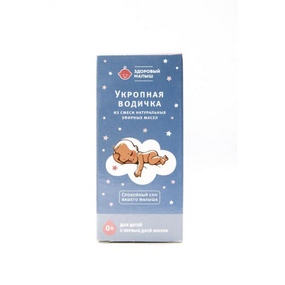 ЗДОРОВЫЙ
МАЛЫШ
УКРОПНАЯ
ВОДИЧКА
ИЗ СМЕСИ НАТУРАЛЬНЫХ
ЭФИРНЫХ МАСЕЛ
СПОКОЙНЫЙ СОН
ВАШЕГО МАЛЫША
0+
ДЛЯ ДЕТЕЙ
С ПЕРВЫХ ДНЕЙ ЖИЗНИ